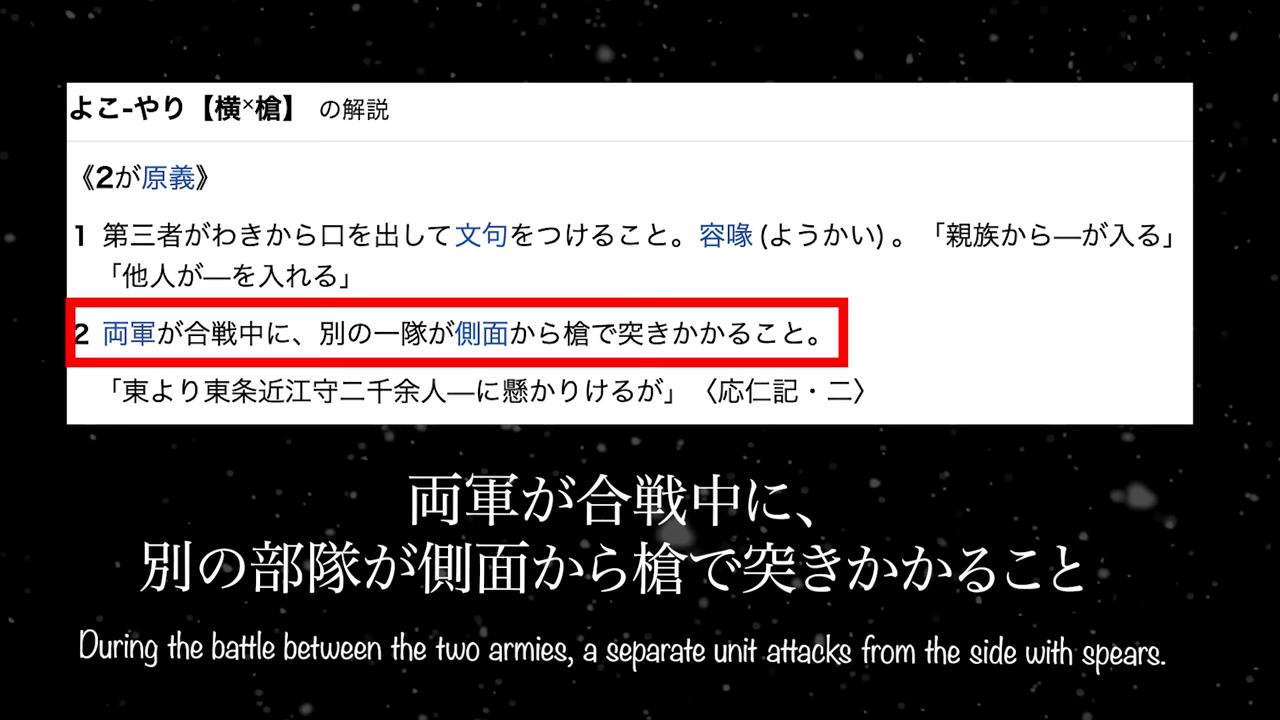 よこ-やり【横×槍】 の解説
《2が原義》
1 第三者がわきから口を出して文句をつけること。容喙 (ようかい) 。「親族から—が入る」
「他人が—を入れる」
2 両軍が合戦中に、別の一隊が側面から槍で突きかかること。
「東より東条近江守二千余人—に懸かりけるが」〈応仁記・二〉
両軍が合戦中に、
別の部隊が側面から槍で突きかかること
During the battle between the two armies, a separate unit attacks from the side with spears.